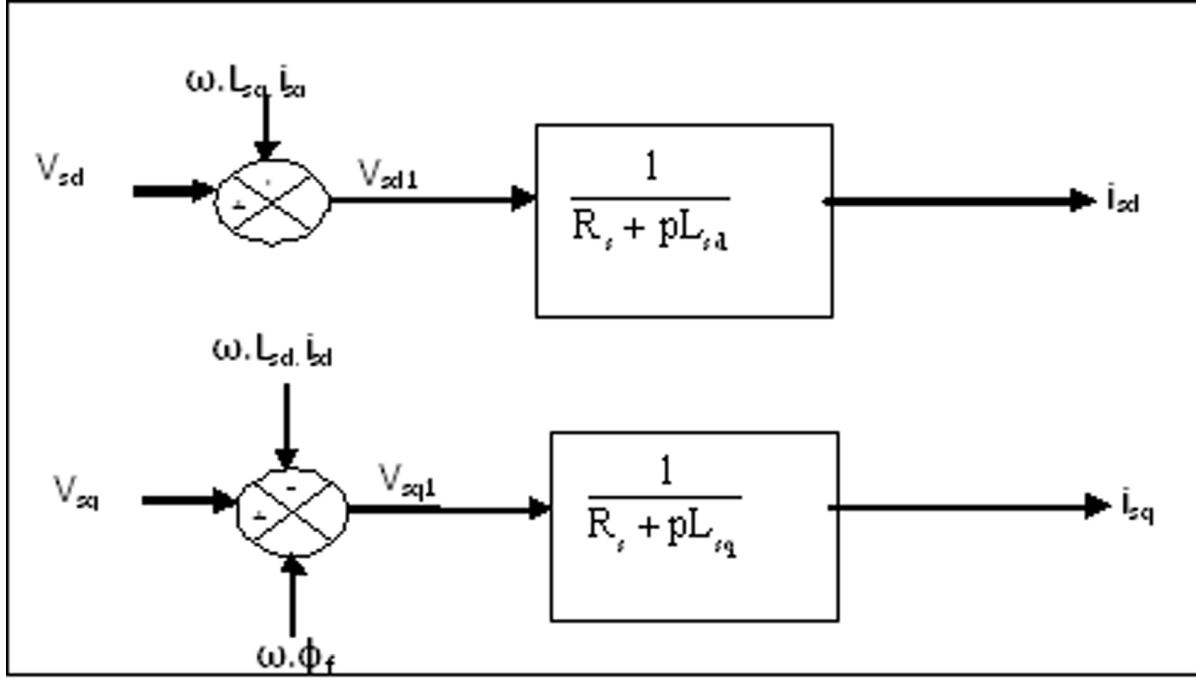 ω.Lsq isq
Vsd
-
+
Vsd1
1
Rs + pLsd
isd
ω.Lsd. isd
Vsq
-
+
Vsq1
1
Rs + pLsq
isq
ω.ϕf